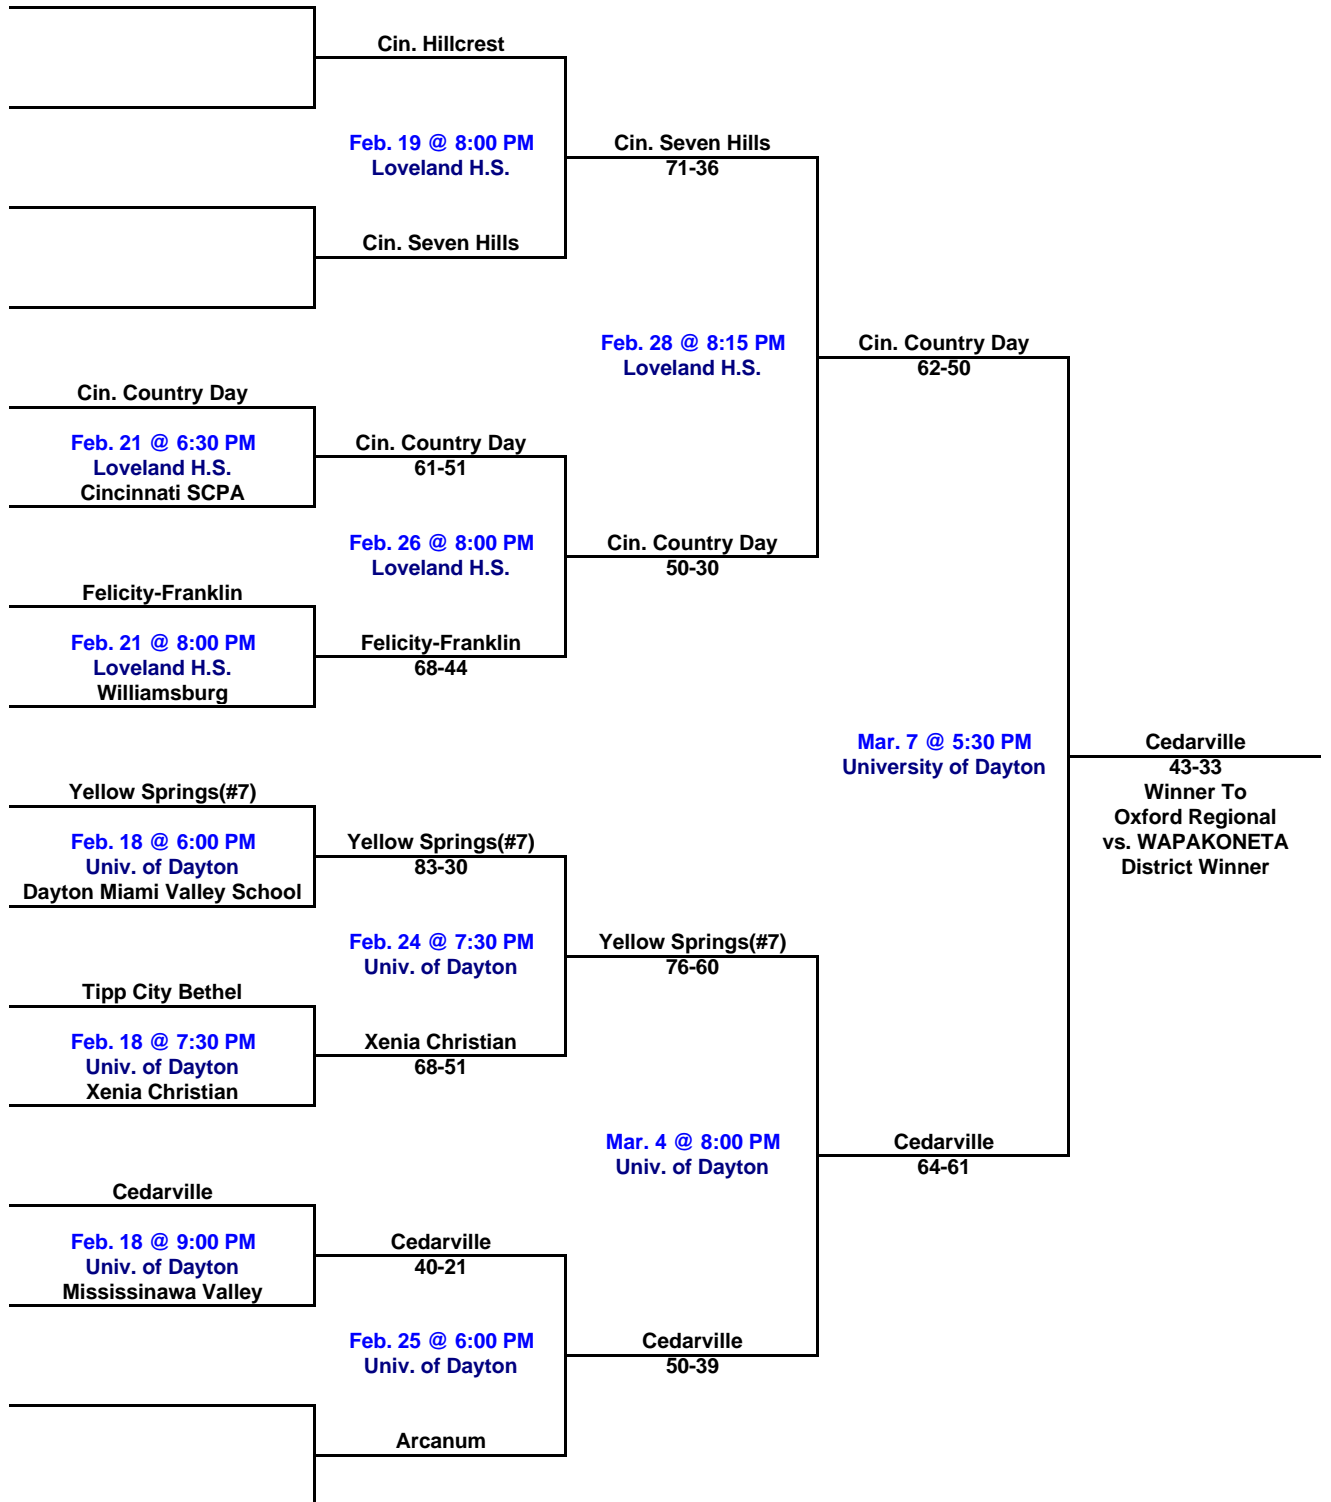 Cin. Hillcrest
Feb. 19 @ 8:00 PM
Loveland H.S.
Cin. Seven Hills
71-36
Cin. Seven Hills
Feb. 28 @ 8:15 PM
Loveland H.S.
Cin. Country Day
62-50
Cin. Country Day
Feb. 21 @ 6:30 PM
Loveland H.S.
Cincinnati SCPA
Cin. Country Day
61-51
Feb. 26 @ 8:00 PM
Loveland H.S.
Cin. Country Day
50-30
Felicity-Franklin
Feb. 21 @ 8:00 PM
Loveland H.S.
Williamsburg
Felicity-Franklin
68-44
Mar. 7 @ 5:30 PM
University of Dayton
Cedarville
43-33
Winner To
Oxford Regional
vs. WAPAKONETA
District Winner
Yellow Springs(#7)
Feb. 18 @ 6:00 PM
Univ. of Dayton
Dayton Miami Valley School
Yellow Springs(#7)
83-30
Feb. 24 @ 7:30 PM
Univ. of Dayton
Yellow Springs(#7)
76-60
Tipp City Bethel
Feb. 18 @ 7:30 PM
Univ. of Dayton
Xenia Christian
Xenia Christian
68-51
Mar. 4 @ 8:00 PM
Univ. of Dayton
Cedarville
64-61
Cedarville
Feb. 18 @ 9:00 PM
Univ. of Dayton
Mississinawa Valley
Cedarville
40-21
Feb. 25 @ 6:00 PM
Univ. of Dayton
Cedarville
50-39
Arcanum